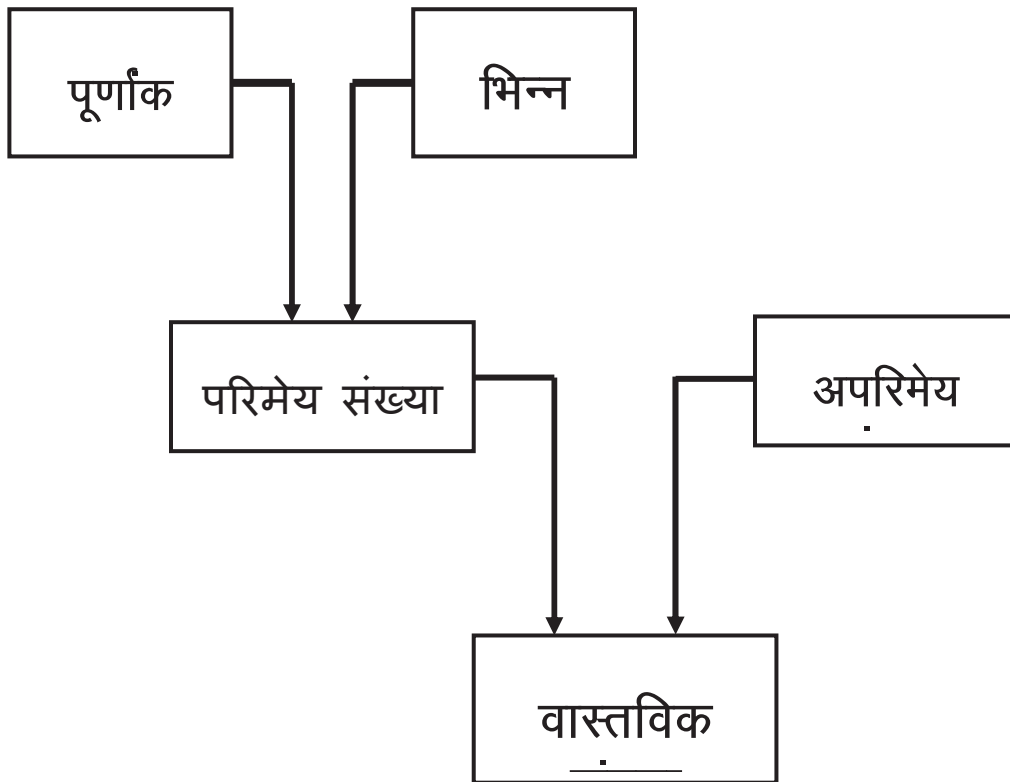 पूर्णांक
भिन्न
परिमेय संख्या
अपरिमेय
वास्तविक